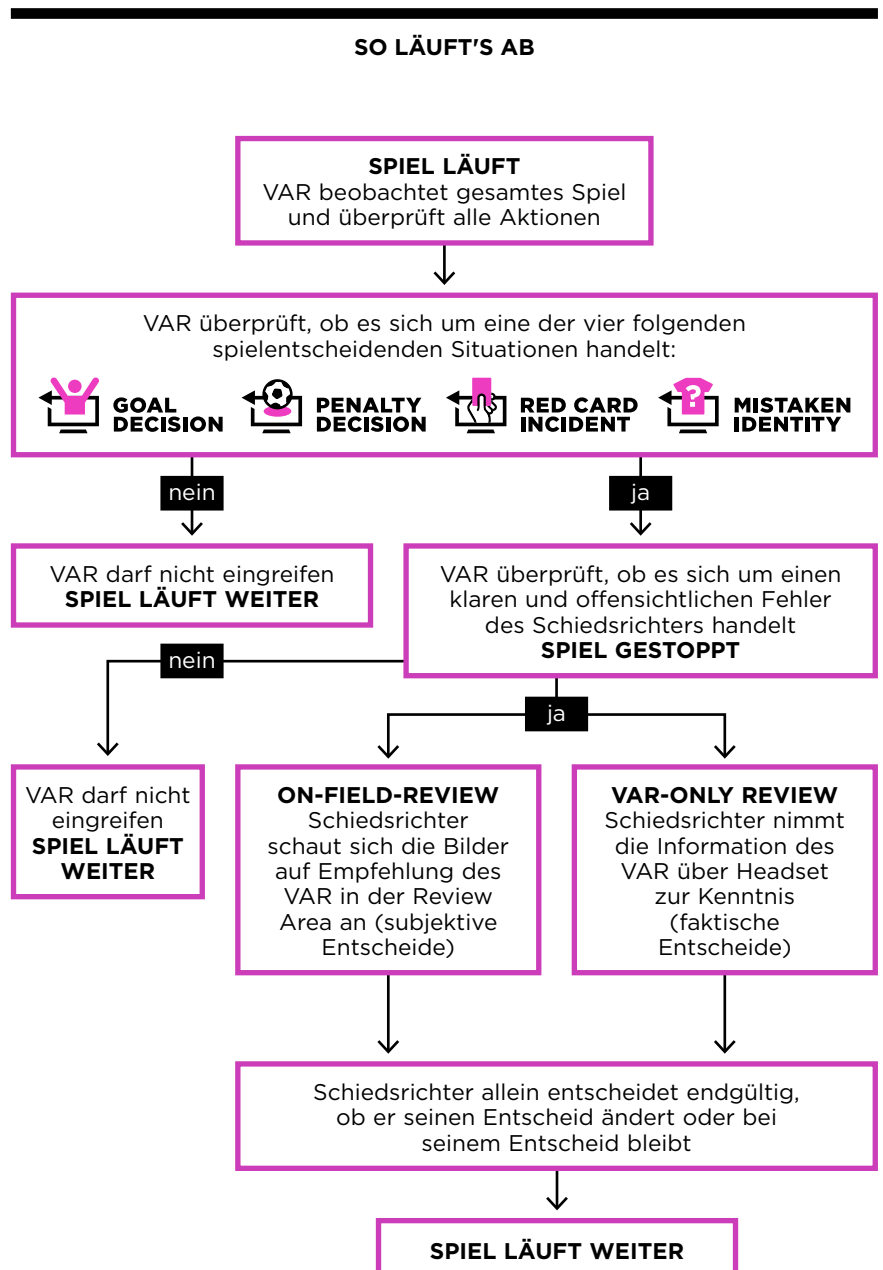 SO LÄUFT'S AB
SPIEL LÄUFT
VAR beobachtet gesamtes Spiel
und überprüft alle Aktionen
VAR überprüft, ob es sich um eine der vier folgenden
spielentscheidenden Situationen handelt:
GOAL
DECISION
PENALTY
DECISION
RED CARD
INCIDENT
?
MISTAKEN
IDENTITY
nein
ja
VAR darf nicht eingreifen
SPIEL LÄUFT WEITER
VAR überprüft, ob es sich um einen
klaren und offensichtlichen Fehler
des Schiedsrichters handelt
SPIEL GESTOPPT
nein
ja
VAR darf nicht
eingreifen
SPIEL LÄUFT
WEITER
ON-FIELD-REVIEW
Schiedsrichter
schaut sich die Bilder
auf Empfehlung des
VAR in der Review
Area an (subjektive
Entscheide)
VAR-ONLY REVIEW
Schiedsrichter nimmt
die Information des
VAR über Headset
zur Kenntnis
(faktische
Entscheide)
Schiedsrichter allein entscheidet endgültig,
ob er seinen Entscheid ändert oder bei
seinem Entscheid bleibt
SPIEL LÄUFT WEITER